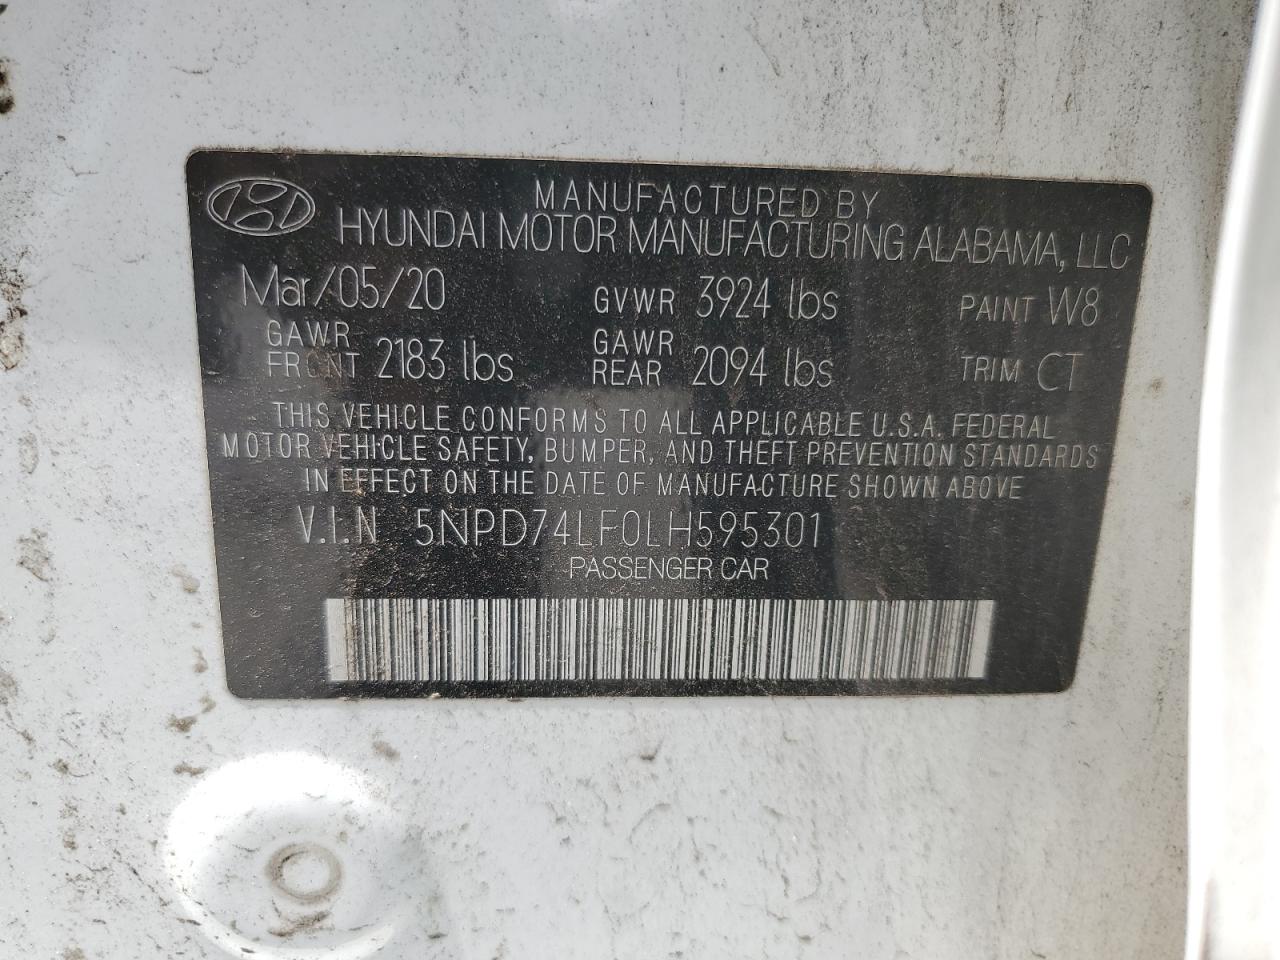 MANUFACTURED BY
HYUNDAI MOTOR MANUFACTURING ALABAMA, LLC
Mar/05/20 GVWR 3924 lbs PAINT W8
GAWR FRONT 2183 lbs GAWR REAR 2094 lbs TRIM CT
THIS VEHICLE CONFORMS TO ALL APPLICABLE U.S.A. FEDERAL
MOTOR VEHICLE SAFETY, BUMPER, AND THEFT PREVENTION STANDARDS
IN EFFECT ON THE DATE OF MANUFACTURE SHOWN ABOVE
V.I.N 5NPD74LF0LH595301
PASSENGER CAR